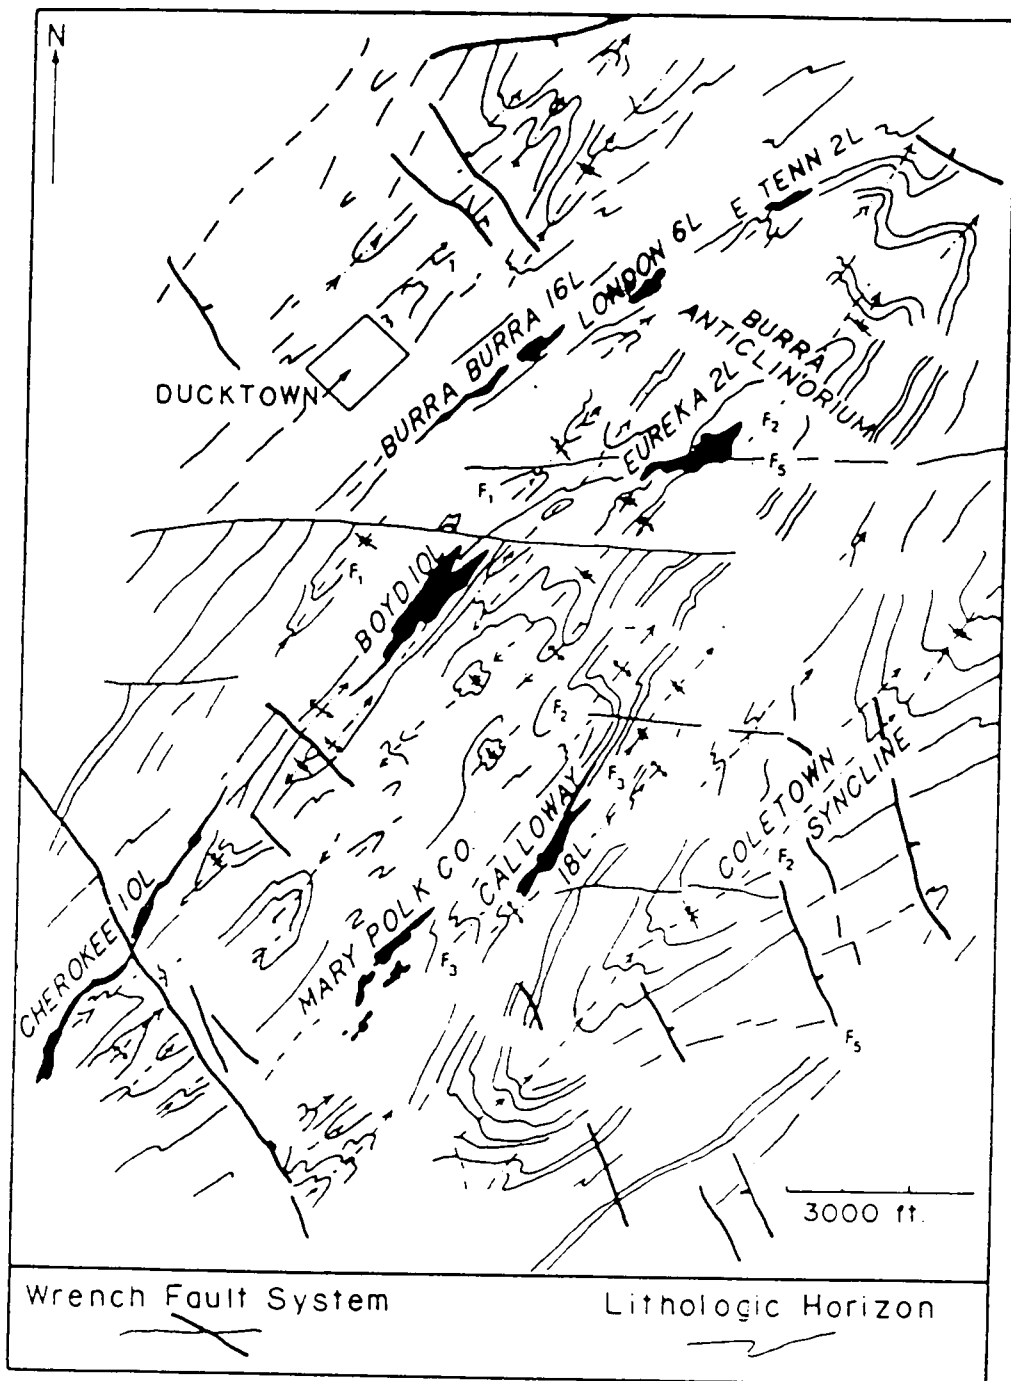 N
E TENN 2L
LONDON 6L
BURRA BURRA 16L
BURRA
ANTICLINORIUM
DUCKTOWN
EUREKA 2L
F2
F5
F1
F1
BOYD 10L
F2
F3
COLETOWN
SYNCLINE
F2
CALLOWAY
18L
MARY POLK CO.
F3
CHEROKEE 10L
F5
3000 ft.
Wrench Fault System
Lithologic Horizon